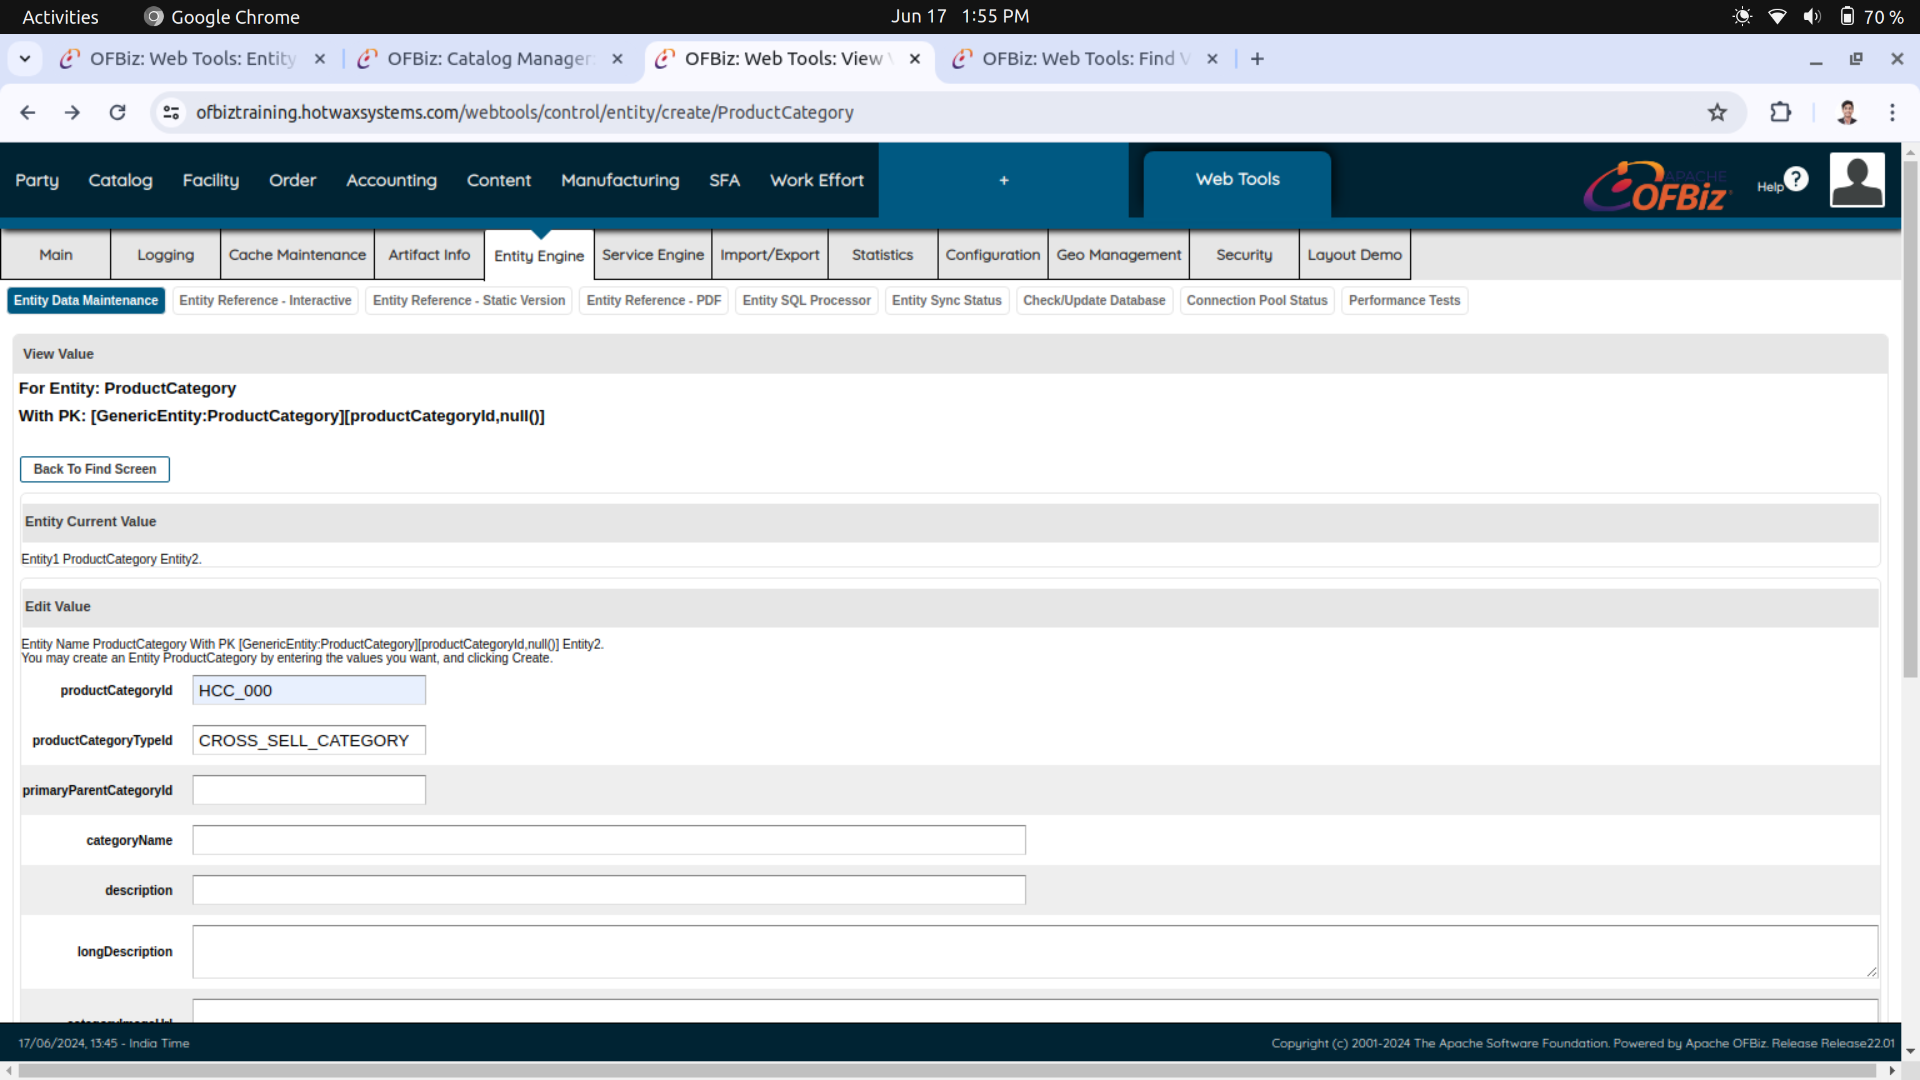 Activities
Google Chrome
Jun 17 1:55 PM
70 %
OFBiz: Web Tools: Entity
OFBiz: Catalog Manager:
OFBiz: Web Tools: View
OFBiz: Web Tools: Find
ofbiztraining.hotwaxsystems.com/webtools/control/entity/create/ProductCategory
Party Catalog Facility Order Accounting Content Manufacturing SFA Work Effort + Web Tools
APACHE
OFBiz
Help ?
Main Logging Cache Maintenance Artifact Info Entity Engine Service Engine Import/Export Statistics Configuration Geo Management Security Layout Demo
Entity Data Maintenance Entity Reference - Interactive Entity Reference - Static Version Entity Reference - PDF Entity SQL Processor Entity Sync Status Check/Update Database Connection Pool Status Performance Tests
View Value
For Entity: ProductCategory
With PK: [GenericEntity:ProductCategory][productCategoryId,null()]
Back To Find Screen
Entity Current Value
Entity1 ProductCategory Entity2.
Edit Value
Entity Name ProductCategory With PK [GenericEntity:ProductCategory][productCategoryId,null()] Entity2.
You may create an Entity ProductCategory by entering the values you want, and clicking Create.
productCategoryId HCC_000
productCategoryTypeId CROSS_SELL_CATEGORY
primaryParentCategoryId
categoryName
description
longDescription
17/06/2024, 13:45 - India Time
Copyright (c) 2001-2024 The Apache Software Foundation. Powered by Apache OFBiz. Release Release22.01